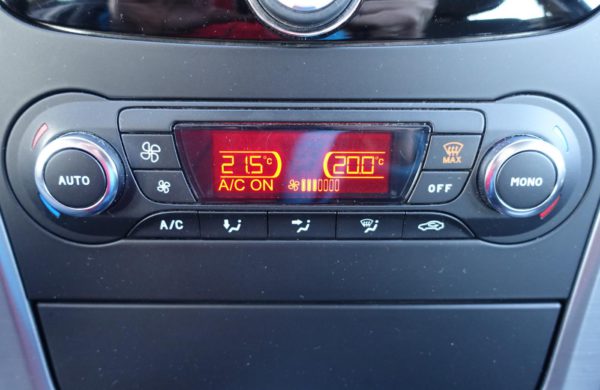 21.5°C 20.0°C
A/C ON
MAX
AUTO
OFF
MONO
A/C